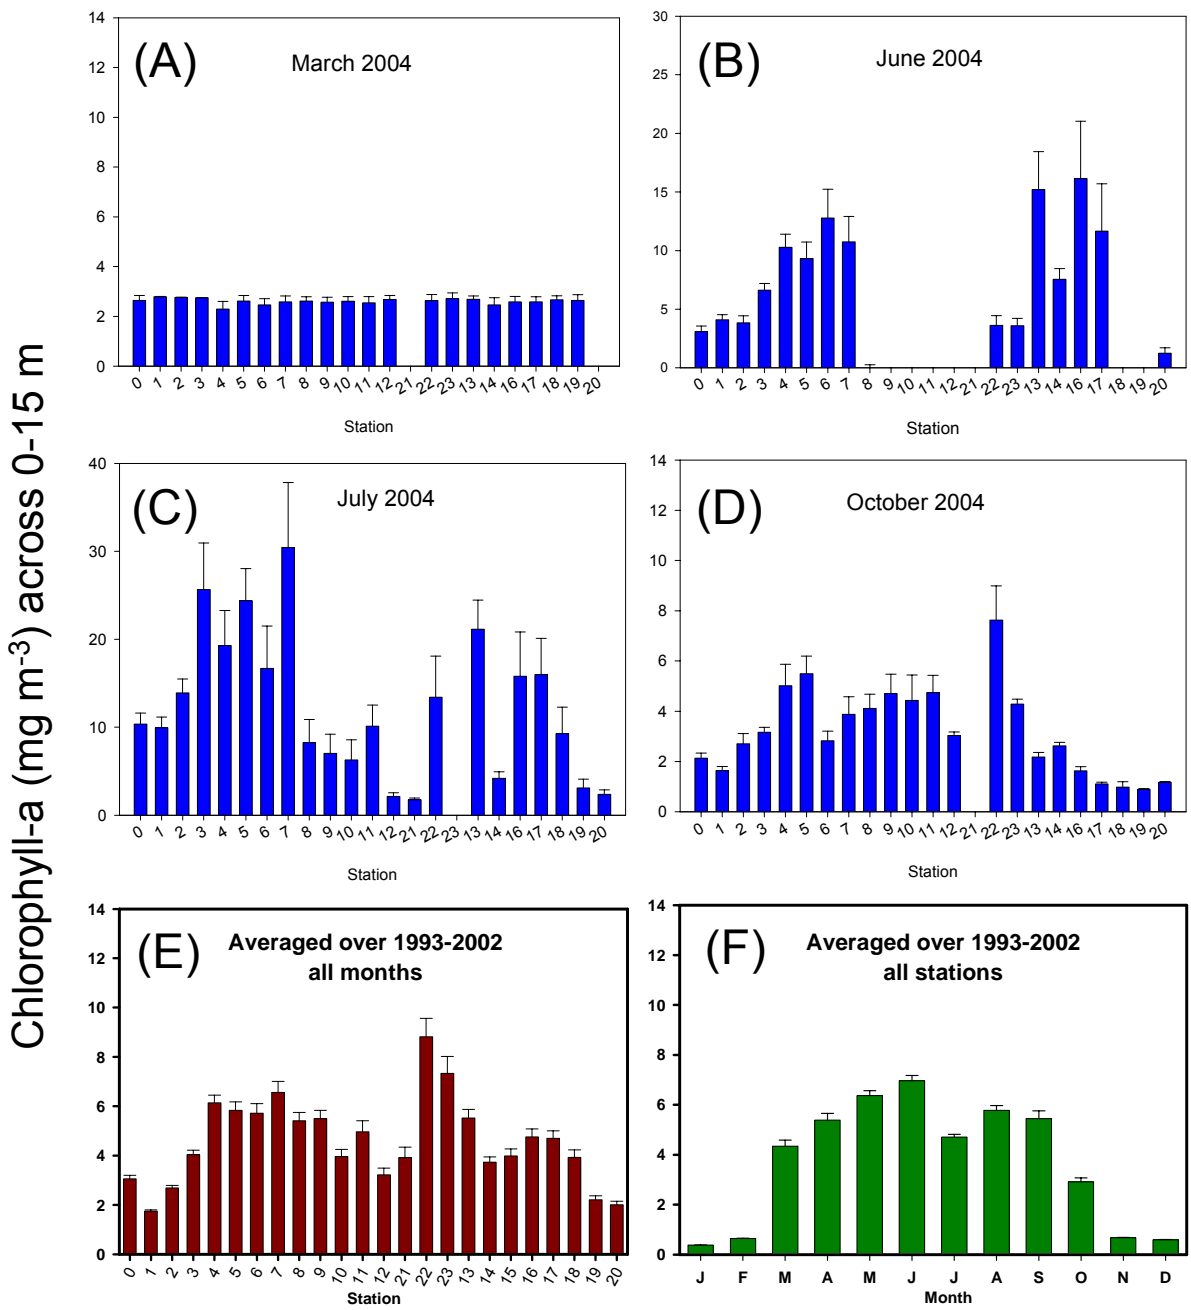 Chlorophyll-a (mg m-3) across 0-15 m
(A)
March 2004
14
12
10
8
6
4
2
0
0 1 2 3 4 5 6 7 8 9 10 11 12 21 22 23 13 14 16 17 18 19 20
Station
(B)
June 2004
30
25
20
15
10
5
0
0 1 2 3 4 5 6 7 8 9 10 11 12 21 22 23 13 14 16 17 18 19 20
Station
(C)
July 2004
40
30
20
10
0
0 1 2 3 4 5 6 7 8 9 10 11 12 21 22 23 13 14 16 17 18 19 20
Station
(D)
October 2004
14
12
10
8
6
4
2
0
0 1 2 3 4 5 6 7 8 9 10 11 12 21 22 23 13 14 16 17 18 19 20
Station
(E)
Averaged over 1993-2002
all months
14
12
10
8
6
4
2
0
0 1 2 3 4 5 6 7 8 9 10 11 12 21 22 23 13 14 15 16 17 18 19 20
Station
(F)
Averaged over 1993-2002
all stations
14
12
10
8
6
4
2
0
J F M A M J J A S O N D
Month